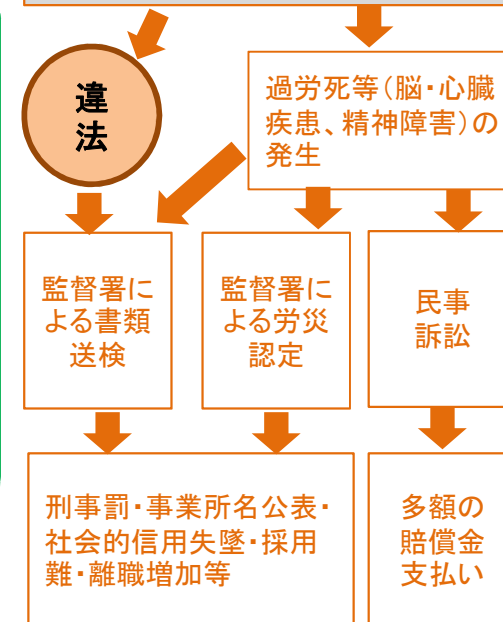 違
法
過労死等(脳・心臓
疾患、精神障害)の
発生
監督署に
よる書類
送検
監督署に
よる労災
認定
民事
訴訟
刑事罰・事業所名公表・
社会的信用失墜・採用
難・離職増加等
多額の
賠償金
支払い